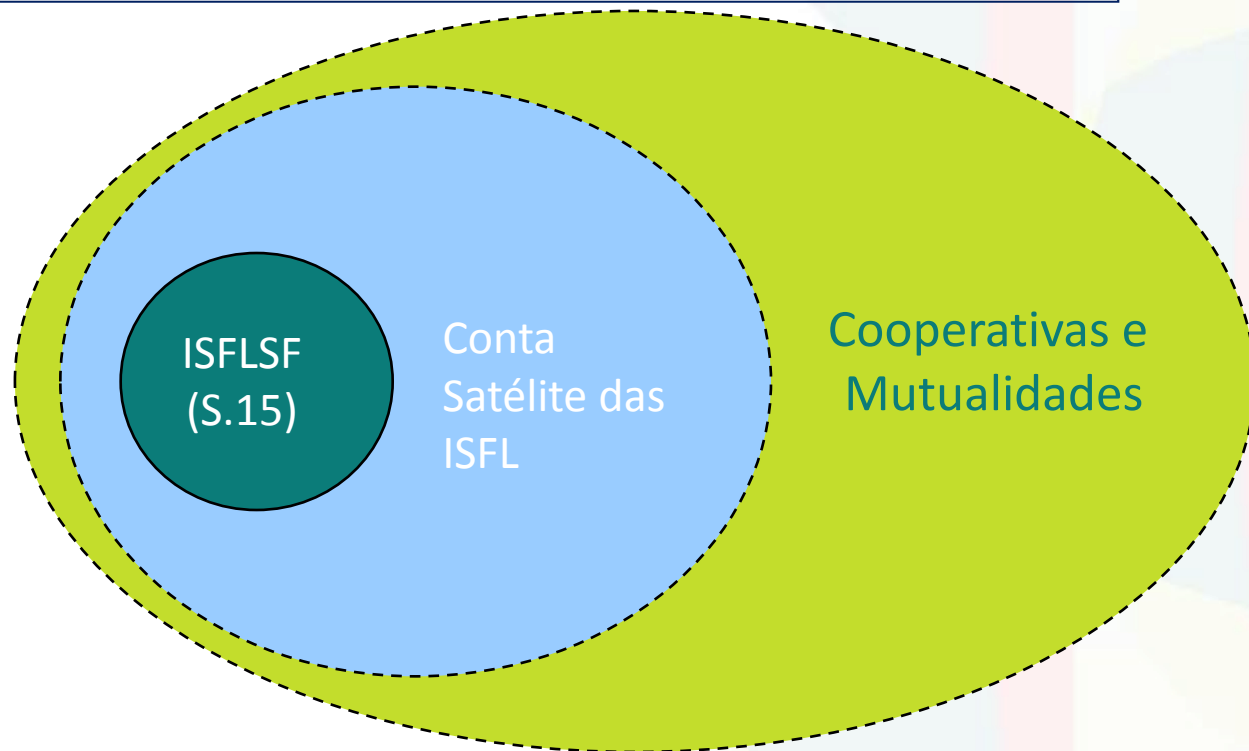 ISFLSF
(S.15)
Conta
Satélite das
ISFL
Cooperativas e
Mutualidades